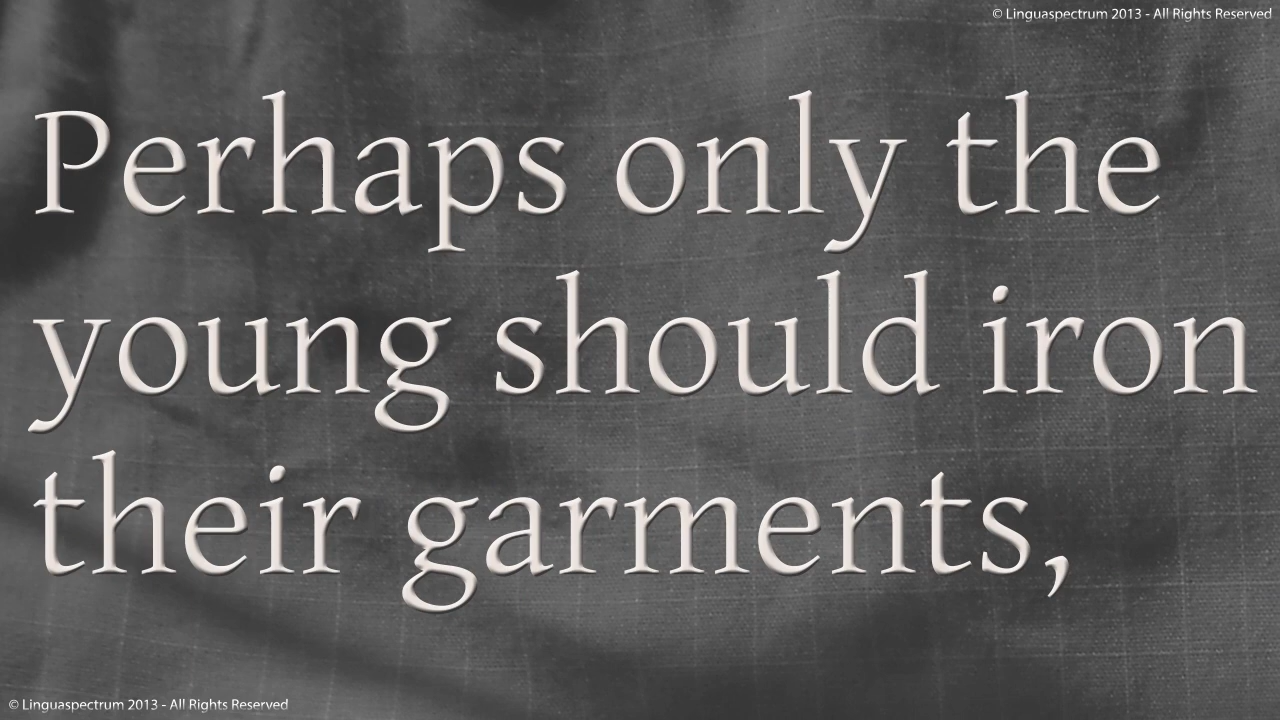 © Linguaspectrum 2013 - All Rights Reserved
Perhaps only the
young should iron
their garments,
© Linguaspectrum 2013 - All Rights Reserved